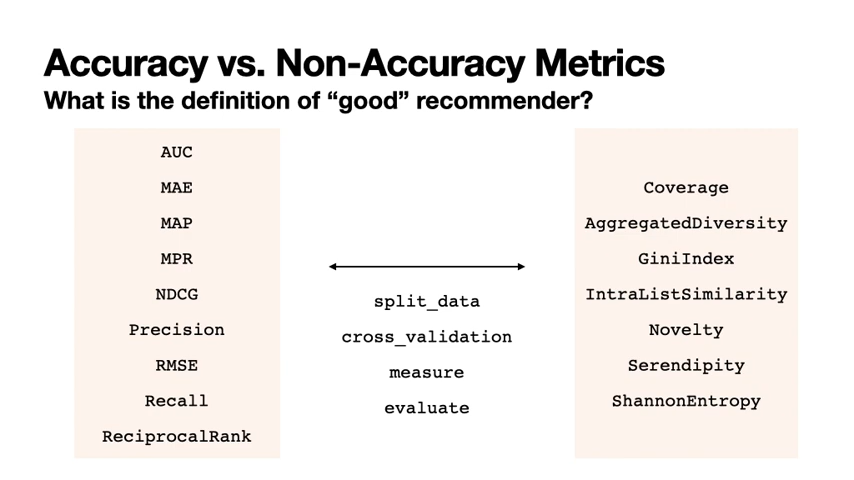 Accuracy vs. Non-Accuracy Metrics
What is the definition of “good” recommender?
AUC
MAE
MAP
MPR
NDCG
Precision
RMSE
Recall
ReciprocalRank
split_data
cross_validation
measure
evaluate
Coverage
AggregatedDiversity
GiniIndex
IntraListSimilarity
Novelty
Serendipity
ShannonEntropy